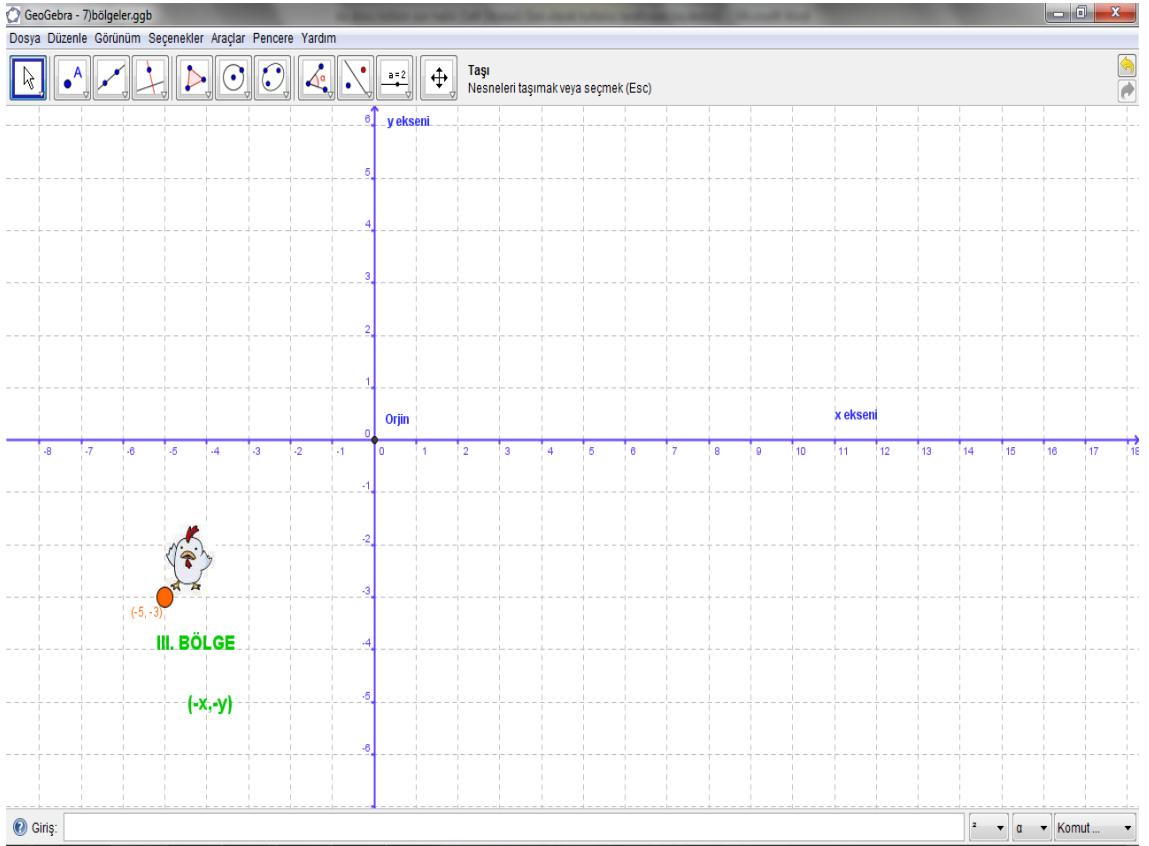 GeoGebra - 7)bölgeler.ggb
Dosya Düzenle Görünüm Seçenekler Araçlar Pencere Yardım
A
α
a=2
Taşı
Nesneleri taşımak veya seçmek (Esc)
y ekseni
6
5
4
3
2
1
0
Orjin
x ekseni
-8 -7 -6 -5 -4 -3 -2 -1 0 1 2 3 4 5 6 7 8 9 10 11 12 13 14 15 16 17 18
-1
-2
-3
-4
-5
-6
(-5, -3)
III. BÖLGE
(-x,-y)
Giriş:
²
α
Komut ...